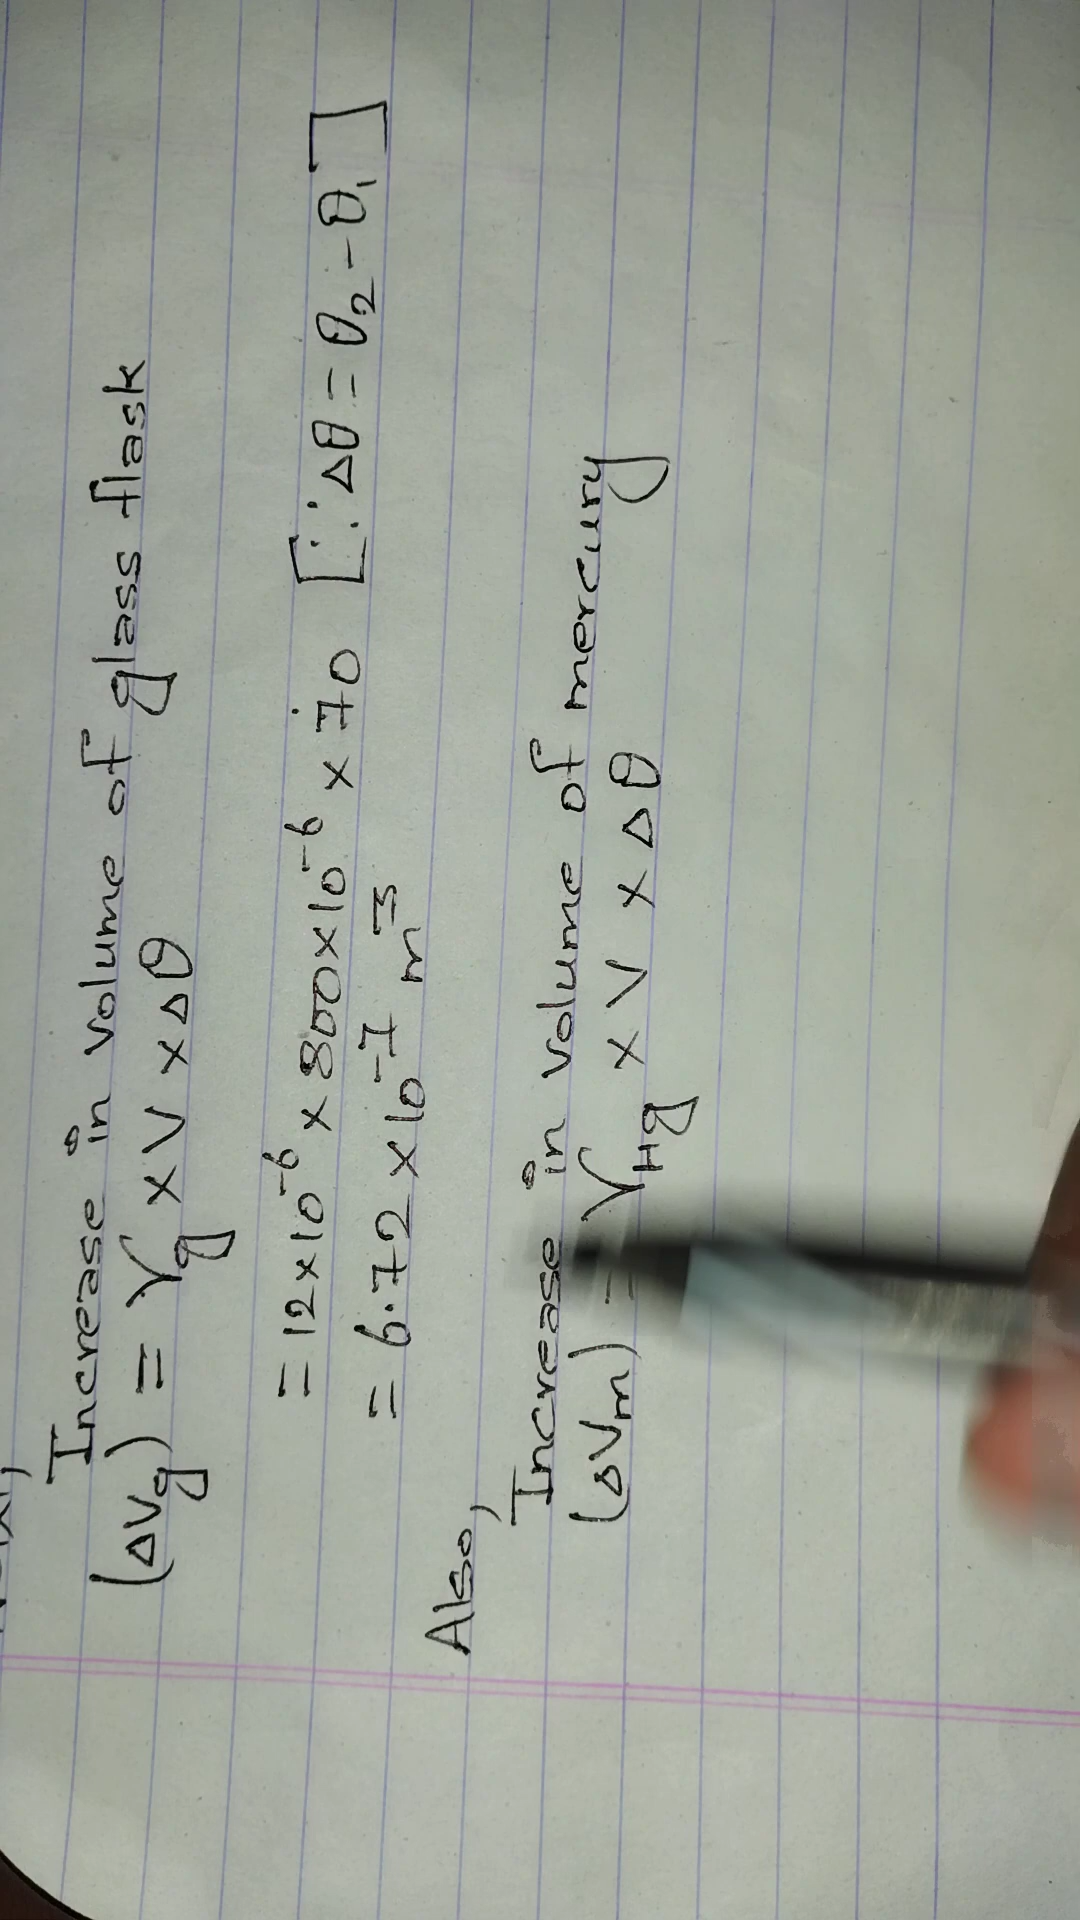 Increase in volume of glass flask
(ΔVg) = γg × V × Δθ
= 12×10⁻⁶ × 800×10⁻⁶ × 70 [∵ Δθ = θ₂ - θ₁]
= 6.72 × 10⁻⁷ m³
Also,
Increase in volume of mercury
(ΔVm) = γHg × V × Δθ